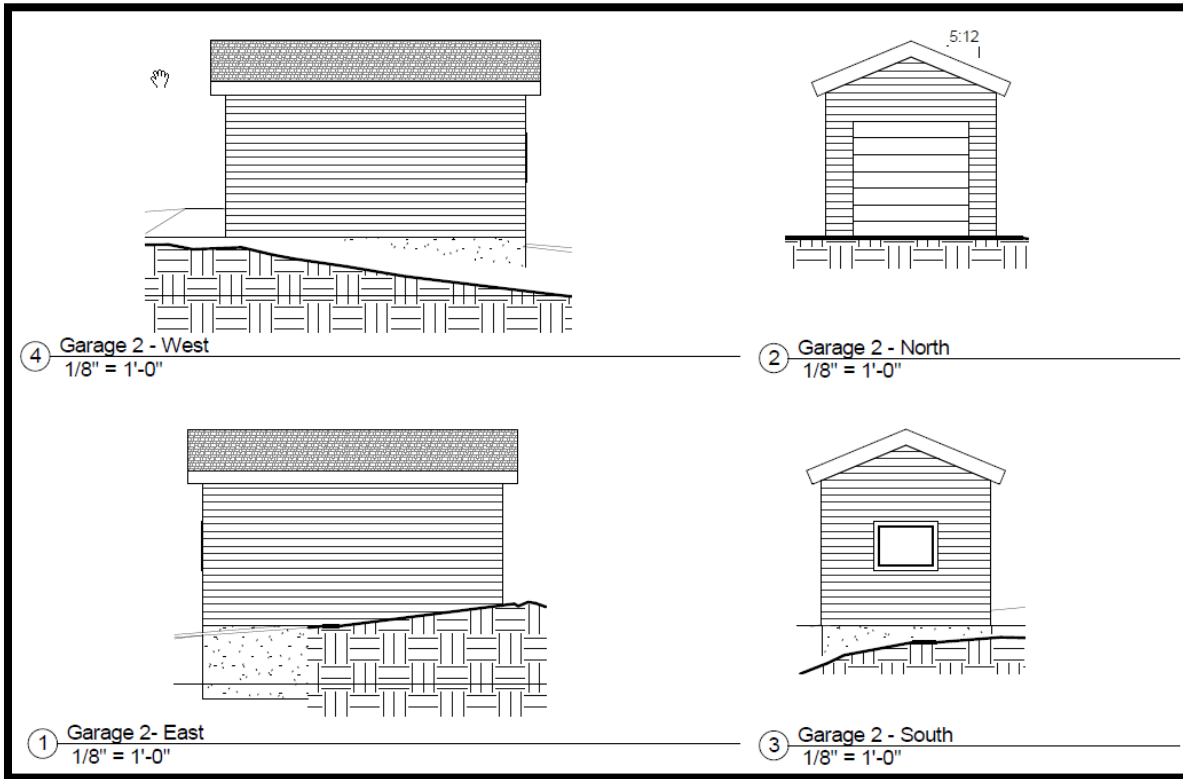 5:12
4 Garage 2 - West
1/8" = 1'-0"
2 Garage 2 - North
1/8" = 1'-0"
1 Garage 2- East
1/8" = 1'-0"
3 Garage 2 - South
1/8" = 1'-0"